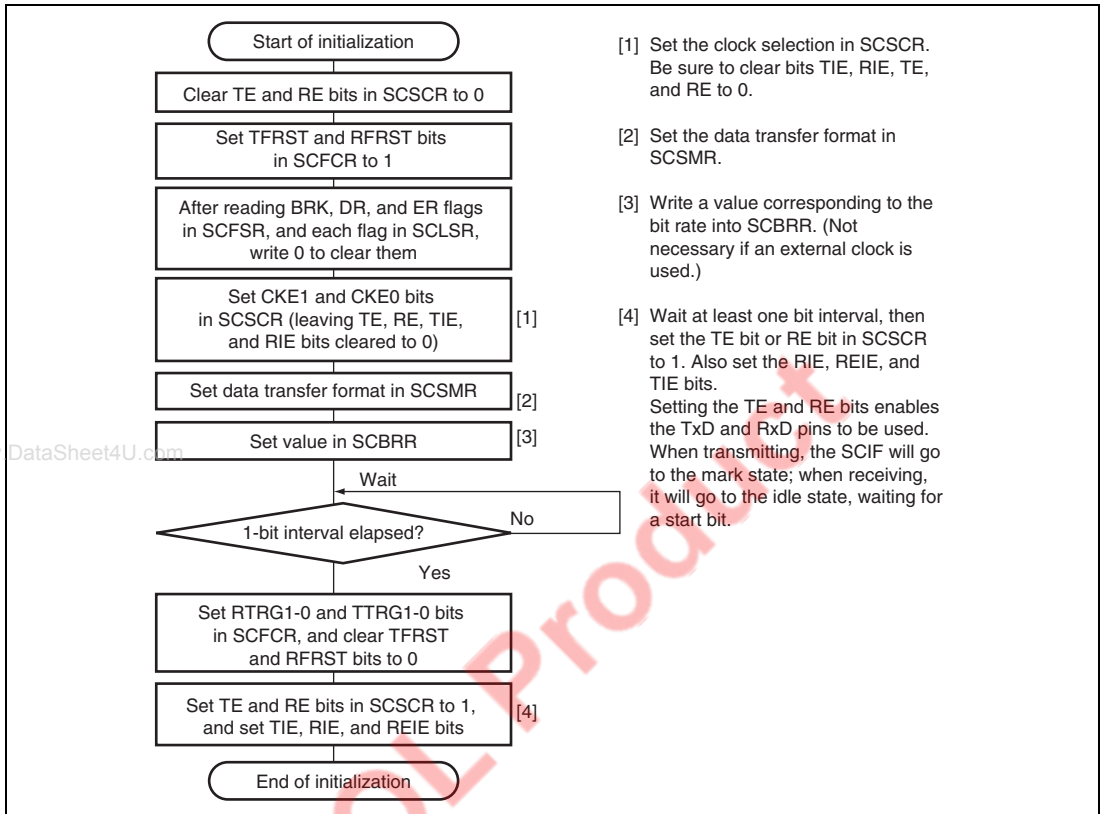 Start of initialization
Clear TE and RE bits in SCSCR to 0
Set TFRST and RFRST bits
in SCFCR to 1
After reading BRK, DR, and ER flags
in SCFSR, and each flag in SCLSR,
write 0 to clear them
Set CKE1 and CKE0 bits
in SCSCR (leaving TE, RE, TIE,
and RIE bits cleared to 0)
[1]
Set data transfer format in SCSMR
[2]
Set value in SCBRR
[3]
Wait
1-bit interval elapsed?
No
Yes
Set RTRG1-0 and TTRG1-0 bits
in SCFCR, and clear TFRST
and RFRST bits to 0
Set TE and RE bits in SCSCR to 1,
and set TIE, RIE, and REIE bits
[4]
End of initialization
[1] Set the clock selection in SCSCR.
Be sure to clear bits TIE, RIE, TE,
and RE to 0.
[2] Set the data transfer format in
SCSMR.
[3] Write a value corresponding to the
bit rate into SCBRR. (Not
necessary if an external clock is
used.)
[4] Wait at least one bit interval, then
set the TE bit or RE bit in SCSCR
to 1. Also set the RIE, REIE, and
TIE bits.
Setting the TE and RE bits enables
the TxD and RxD pins to be used.
When transmitting, the SCIF will go
to the mark state; when receiving,
it will go to the idle state, waiting for
a start bit.
.DataSheet4U.com
OL Product